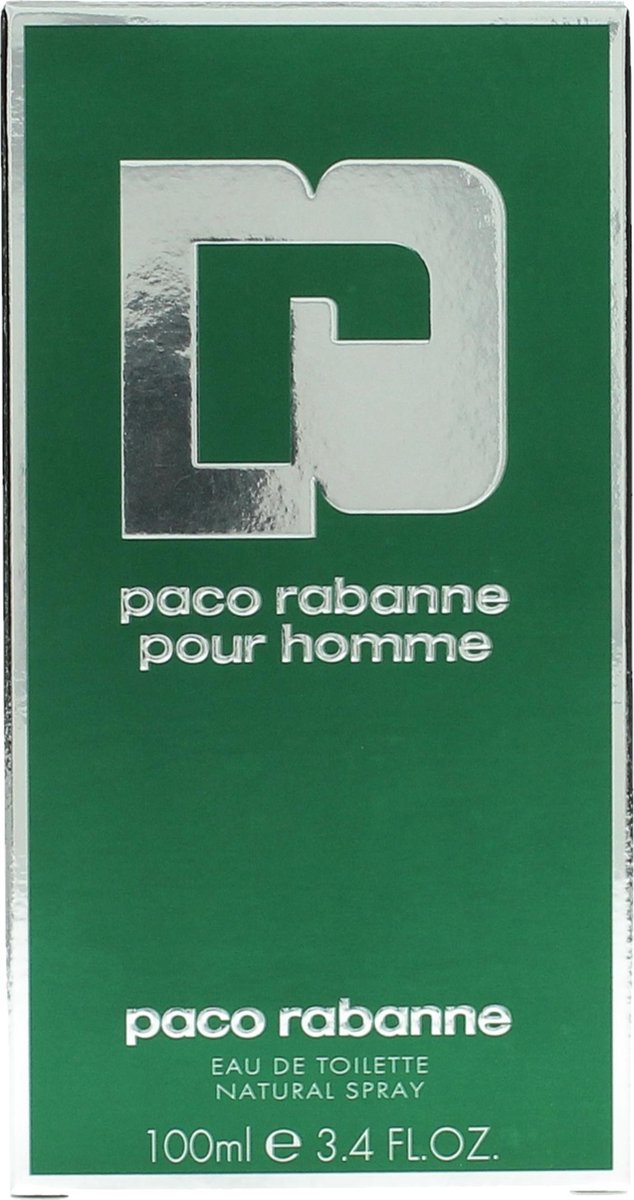 paco rabanne
pour homme
paco rabanne
EAU DE TOILETTE
NATURAL SPRAY
100ml e 3.4 FL.OZ.